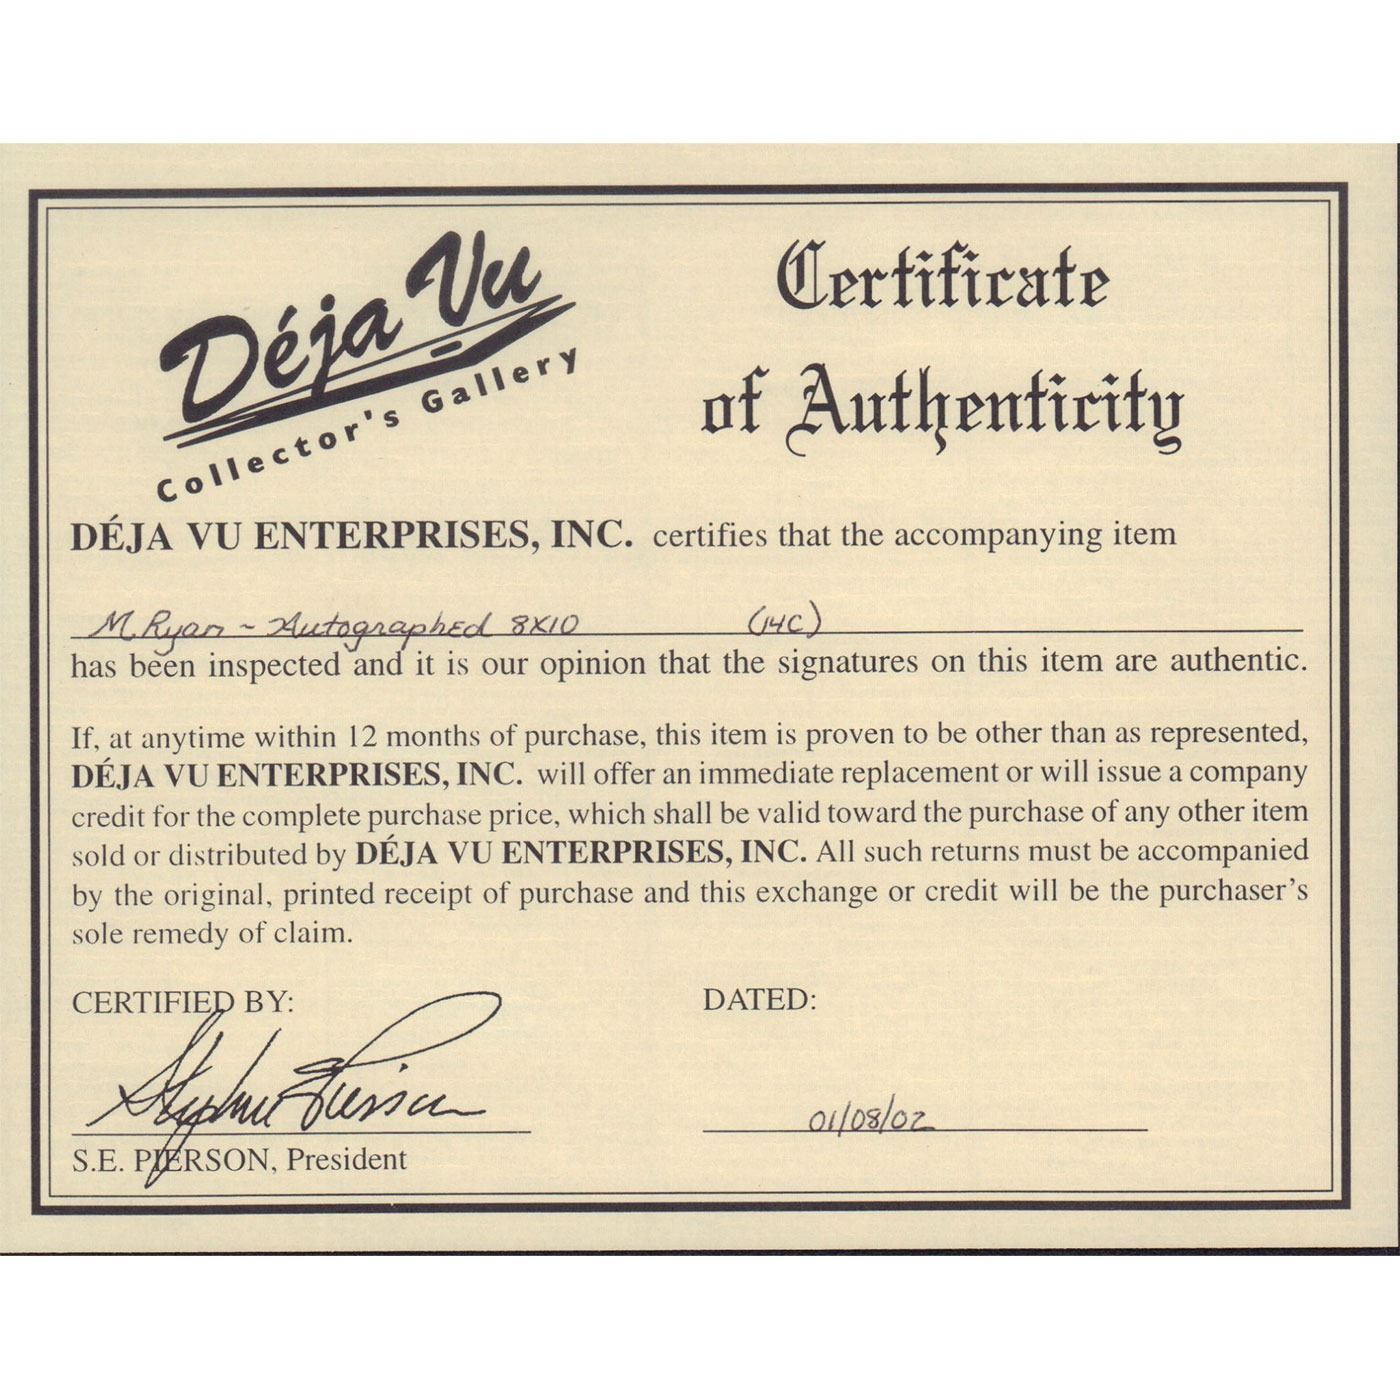 Déja Vu
Collector's Gallery
Certificate
of Authenticity
DÉJA VU ENTERPRISES, INC. certifies that the accompanying item
M. Ryan - Autographed 8X10 (14C)
has been inspected and it is our opinion that the signatures on this item are authentic.
If, at anytime within 12 months of purchase, this item is proven to be other than as represented,
DÉJA VU ENTERPRISES, INC. will offer an immediate replacement or will issue a company
credit for the complete purchase price, which shall be valid toward the purchase of any other item
sold or distributed by DÉJA VU ENTERPRISES, INC. All such returns must be accompanied
by the original, printed receipt of purchase and this exchange or credit will be the purchaser's
sole remedy of claim.
CERTIFIED BY:
Stephen Pierson
S.E. PIERSON, President
DATED:
01/08/02